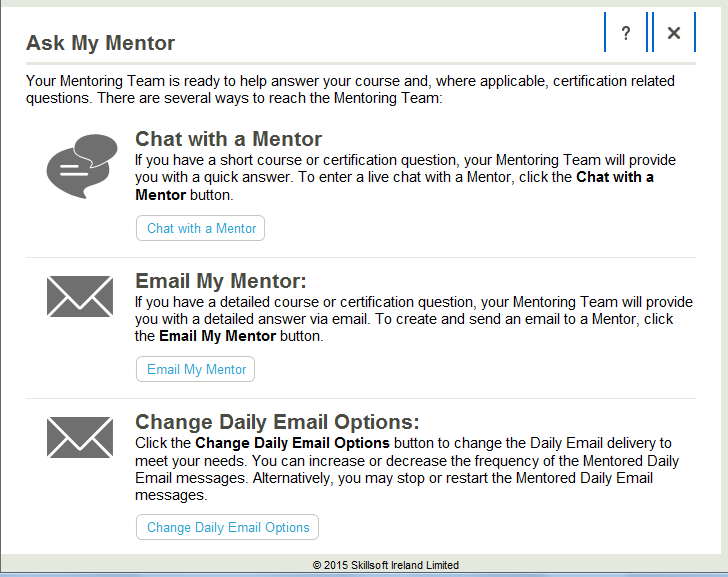 Ask My Mentor
?
×
Your Mentoring Team is ready to help answer your course and, where applicable, certification related
questions. There are several ways to reach the Mentoring Team:
Chat with a Mentor
If you have a short course or certification question, your Mentoring Team will provide
you with a quick answer. To enter a live chat with a Mentor, click the Chat with a
Mentor button.
Chat with a Mentor
Email My Mentor:
If you have a detailed course or certification question, your Mentoring Team will provide
you with a detailed answer via email. To create and send an email to a Mentor, click
the Email My Mentor button.
Email My Mentor
Change Daily Email Options:
Click the Change Daily Email Options button to change the Daily Email delivery to
meet your needs. You can increase or decrease the frequency of the Mentored Daily
Email messages. Alternatively, you may stop or restart the Mentored Daily Email
messages.
Change Daily Email Options
© 2015 Skillsoft Ireland Limited